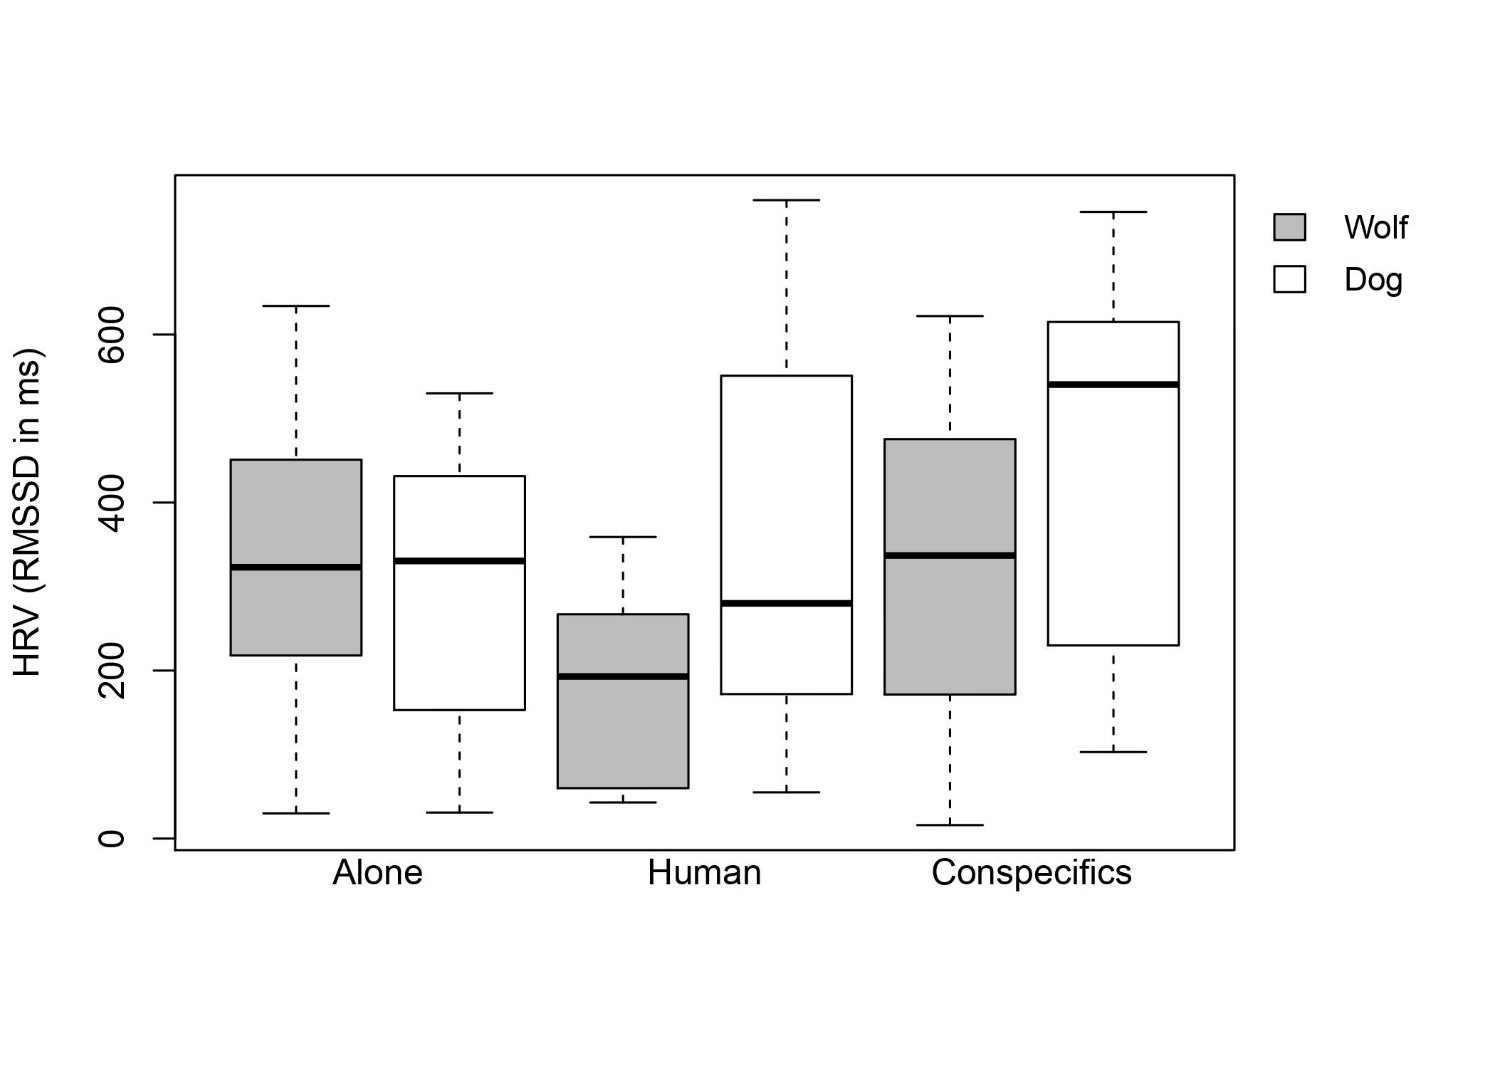 HRV (RMSSD in ms)
600
400
200
0
Alone
Human
Conspecifics
Wolf
Dog